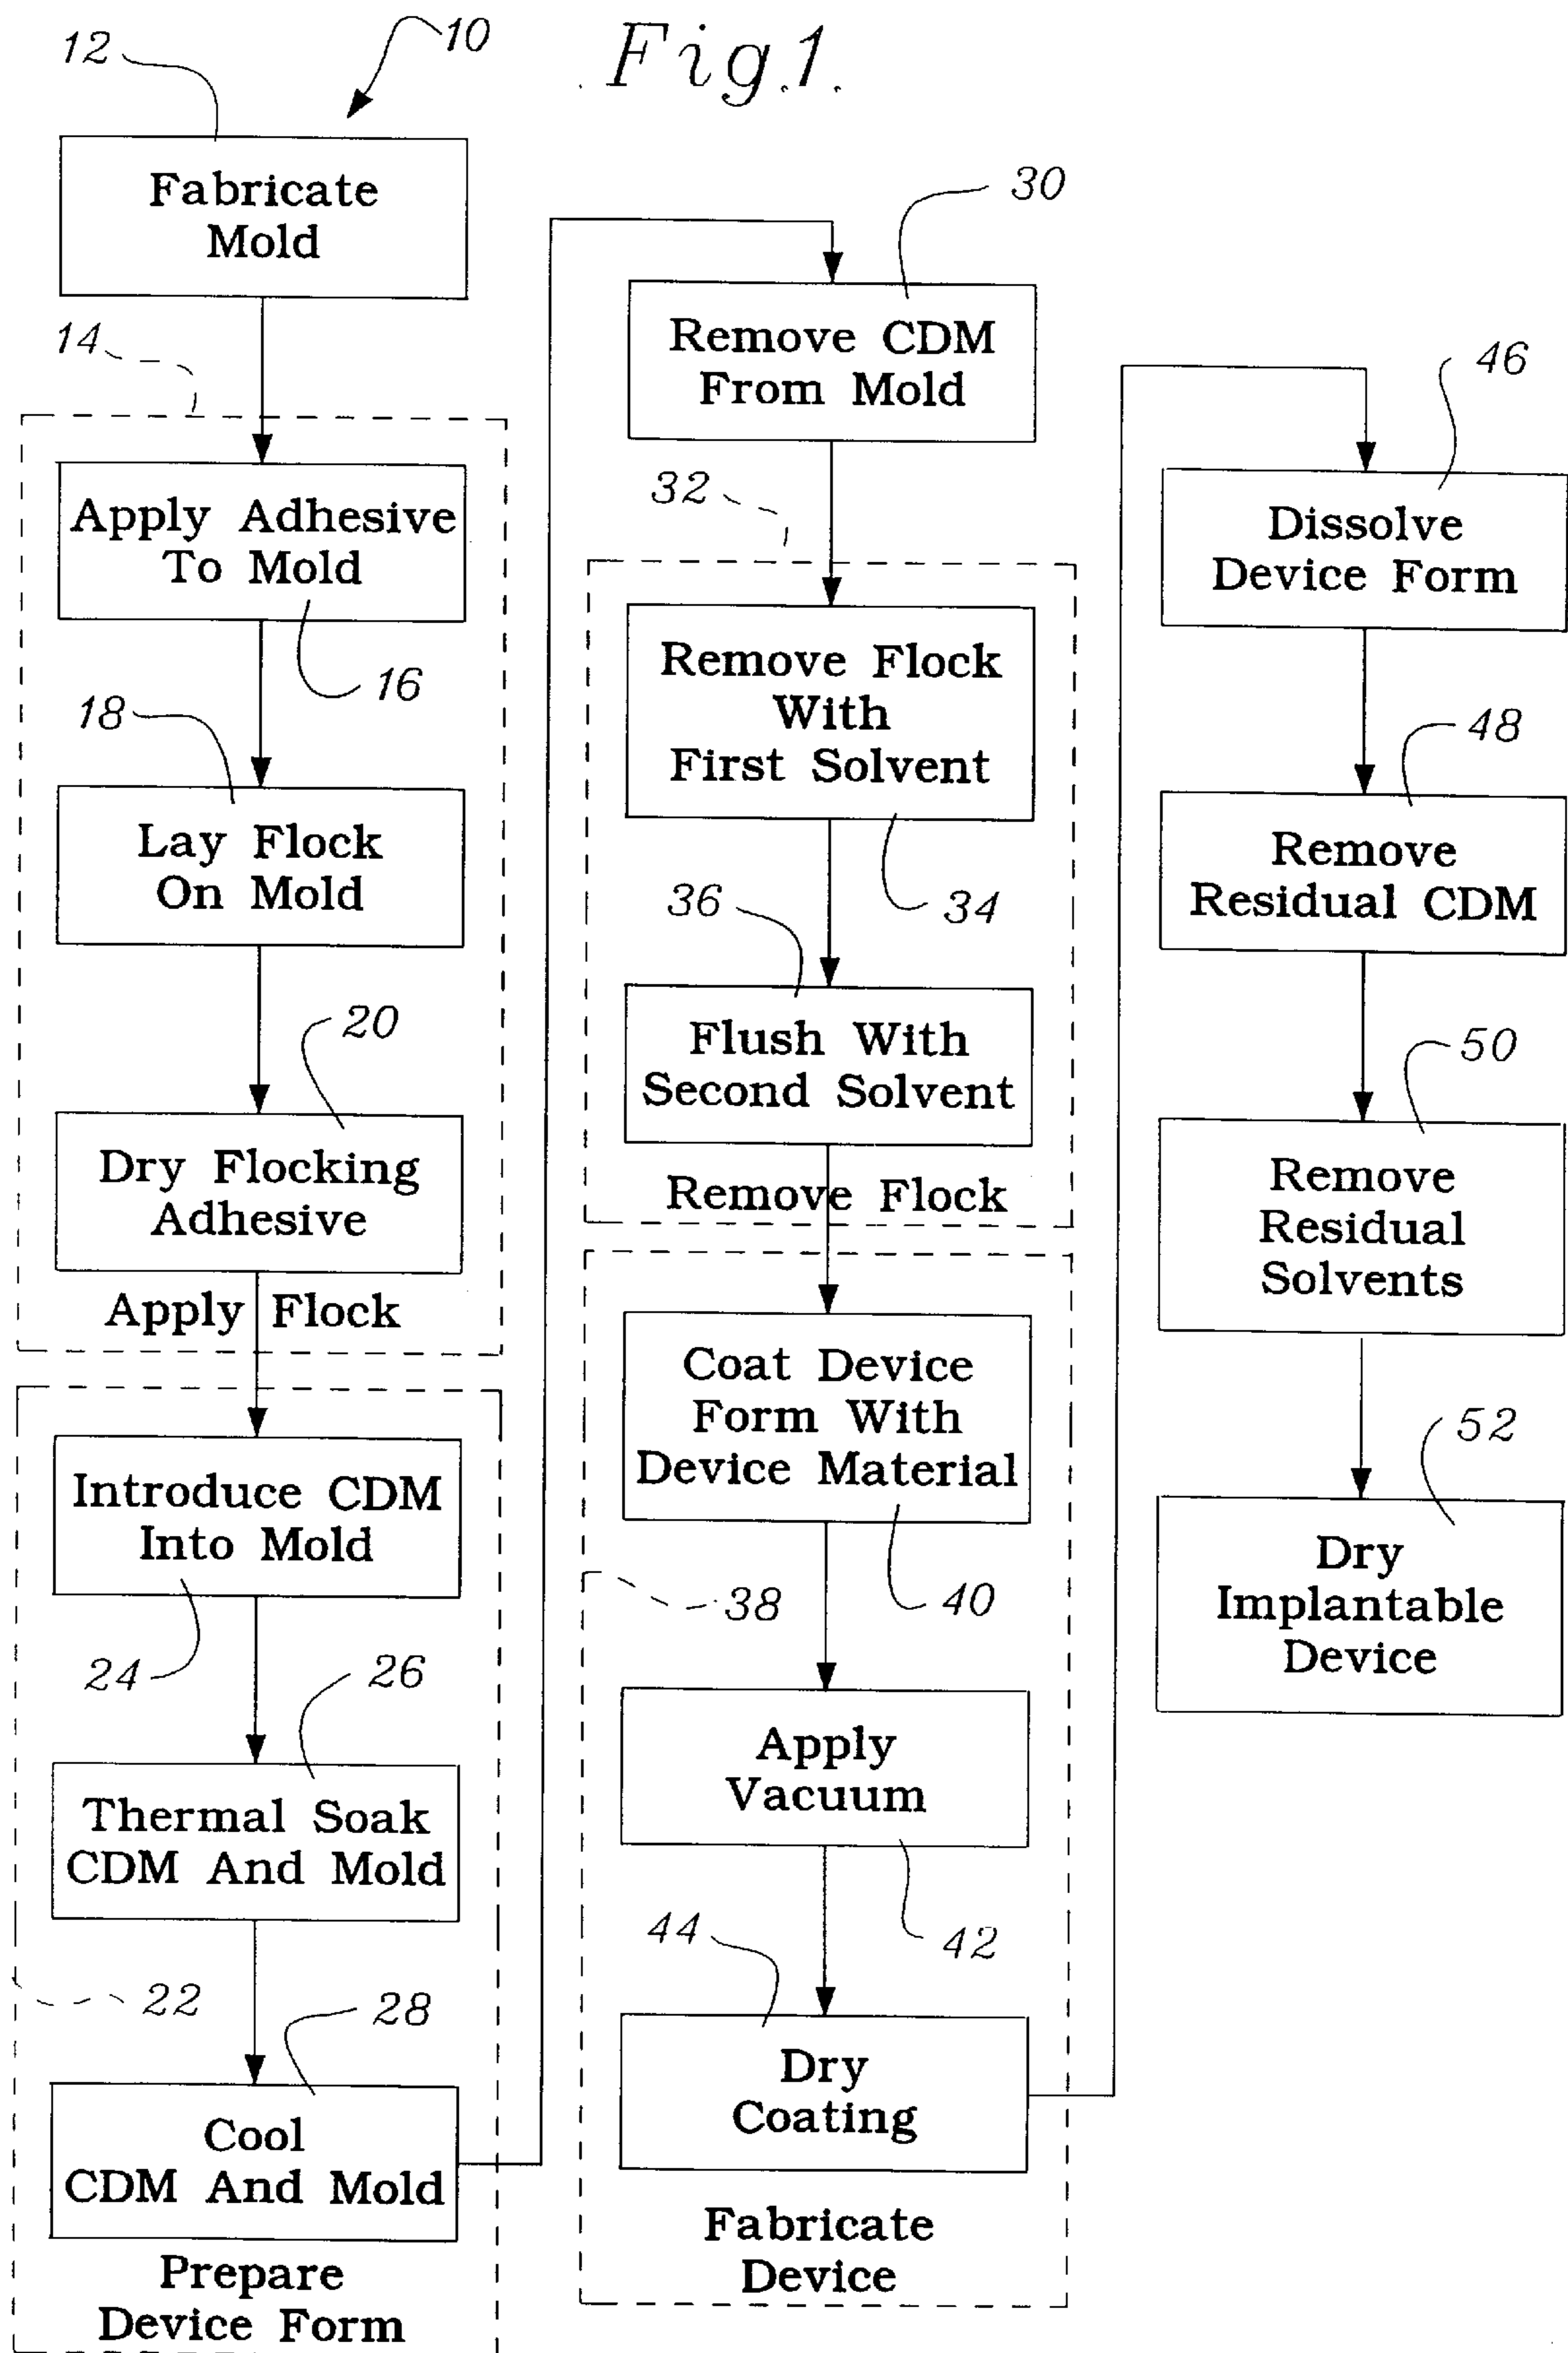 Fig.1.
10
12
Fabricate
Mold
14
Apply Adhesive
To Mold
16
18
Lay Flock
On Mold
20
Dry Flocking
Adhesive
Apply Flock
Introduce CDM
Into Mold
24
26
Thermal Soak
CDM And Mold
22
28
Cool
CDM And Mold
Prepare
Device Form
30
Remove CDM
From Mold
32
Remove Flock
With
First Solvent
34
36
Flush With
Second Solvent
Remove Flock
Coat Device
Form With
Device Material
38
40
Apply
Vacuum
42
44
Dry
Coating
Fabricate
Device
46
Dissolve
Device Form
48
Remove
Residual CDM
50
Remove
Residual
Solvents
52
Dry
Implantable
Device